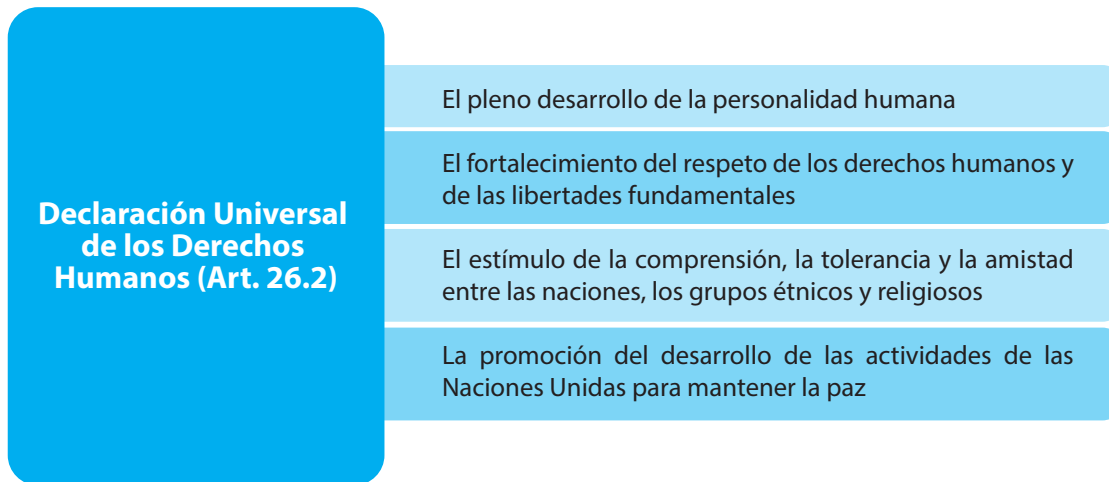 Declaración Universal
de los Derechos
Humanos (Art. 26.2)
El pleno desarrollo de la personalidad humana
El fortalecimiento del respeto de los derechos humanos y
de las libertades fundamentales
El estímulo de la comprensión, la tolerancia y la amistad
entre las naciones, los grupos étnicos y religiosos
La promoción del desarrollo de las actividades de las
Naciones Unidas para mantener la paz